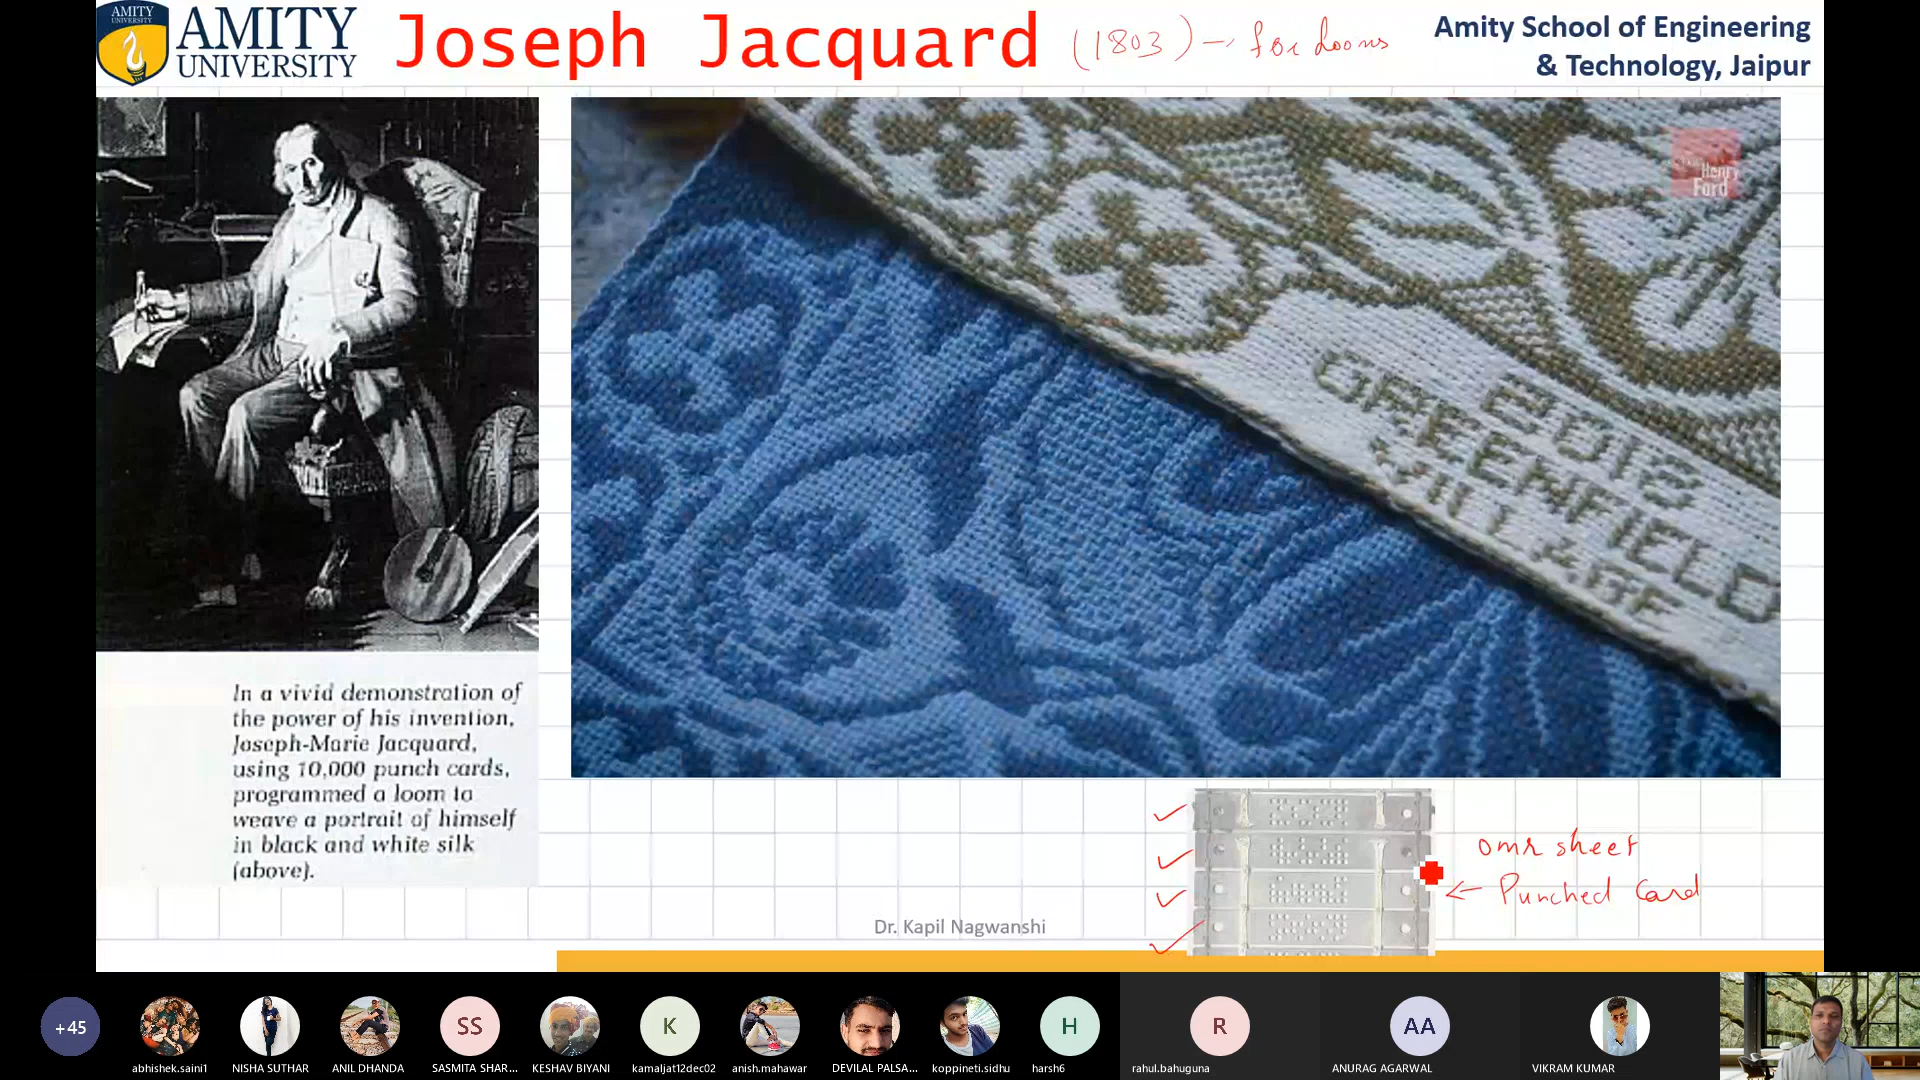 AMITY
UNIVERSITY
AMITY
UNIVERSITY
Joseph Jacquard
(1803) → for looms
Amity School of Engineering
& Technology, Jaipur
Henry
Ford
2018
GREENFIELD
VILLAGE
In a vivid demonstration of
the power of his invention,
Joseph-Marie Jacquard,
using 10,000 punch cards,
programmed a loom to
weave a portrait of himself
in black and white silk
(above).
omr sheet
← Punched Card
Dr. Kapil Nagwanshi
+45
abhishek.saini1
NISHA SUTHAR
ANIL DHANDA
SS
SASMITA SHAR...
KESHAV BIYANI
K
kamaljat12dec02
anish.mahawar
DEVILAL PALSA...
koppineti.sidhu
H
harsh6
R
rahul.bahuguna
AA
ANURAG AGARWAL
VIKRAM KUMAR